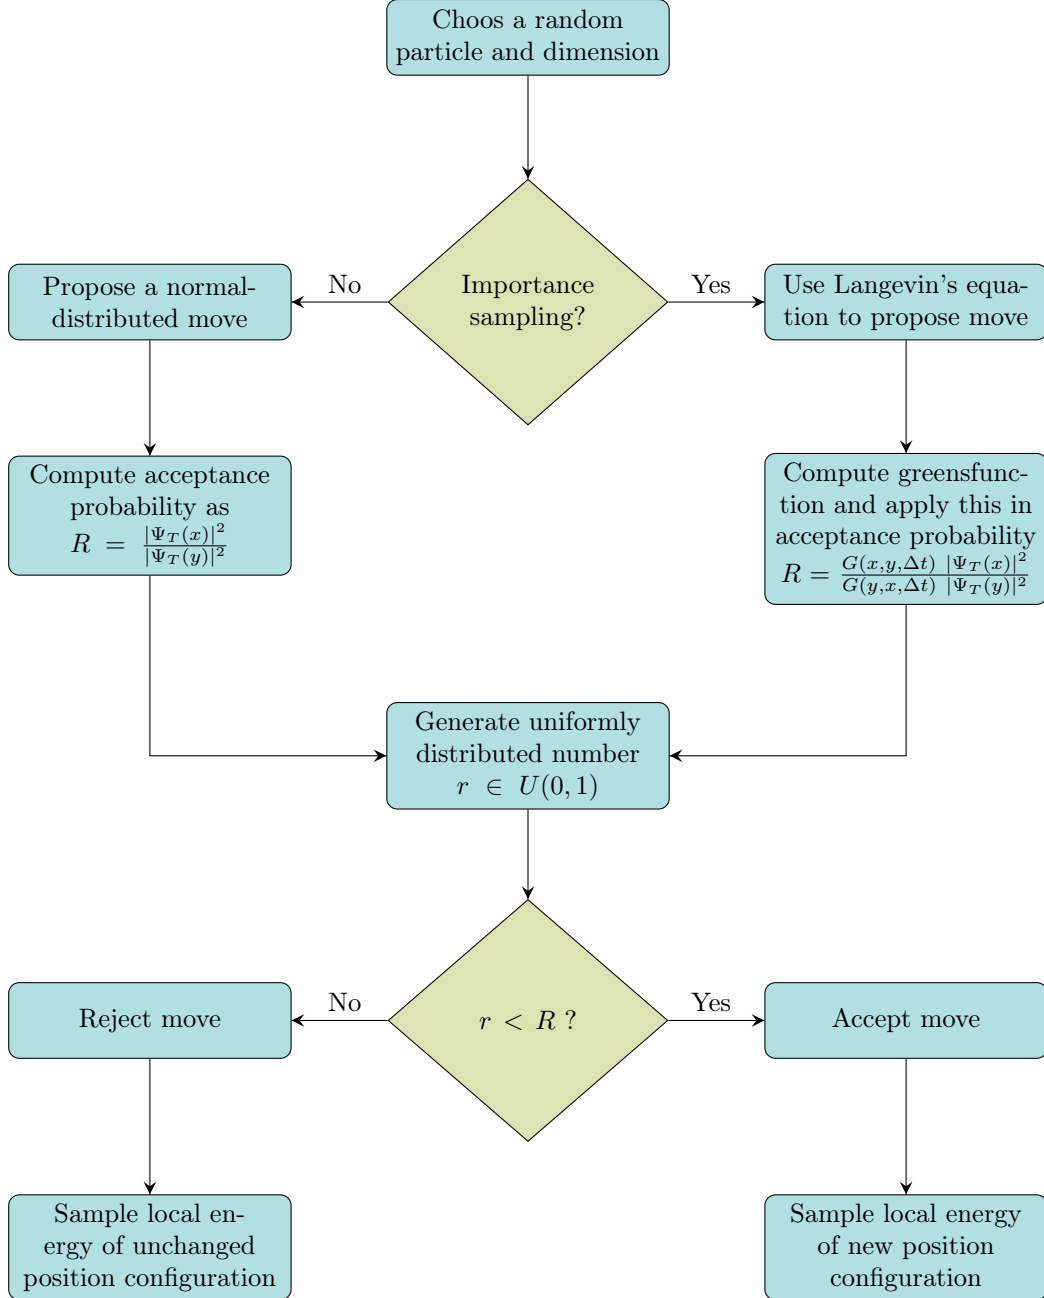 Choos a random
particle and dimension
No
Importance
sampling?
Yes
Propose a normal-
distributed move
Use Langevin's equa-
tion to propose move
Compute acceptance
probability as
R = |Ψ_T(x)|²/|Ψ_T(y)|²
Compute greensfunc-
tion and apply this in
acceptance probability
R = G(x,y,Δt) |Ψ_T(x)|²/G(y,x,Δt) |Ψ_T(y)|²
Generate uniformly
distributed number
r ∈ U(0, 1)
Reject move
No
r < R ?
Yes
Accept move
Sample local en-
ergy of unchanged
position configuration
Sample local energy
of new position
configuration